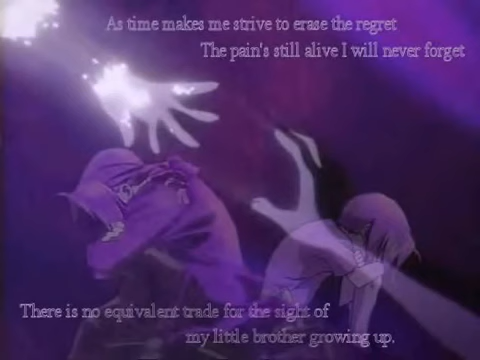 As time makes me strive to erase the regret
The pain's still alive I will never forget
There is no equivalent trade for the sight of
my little brother growing up.